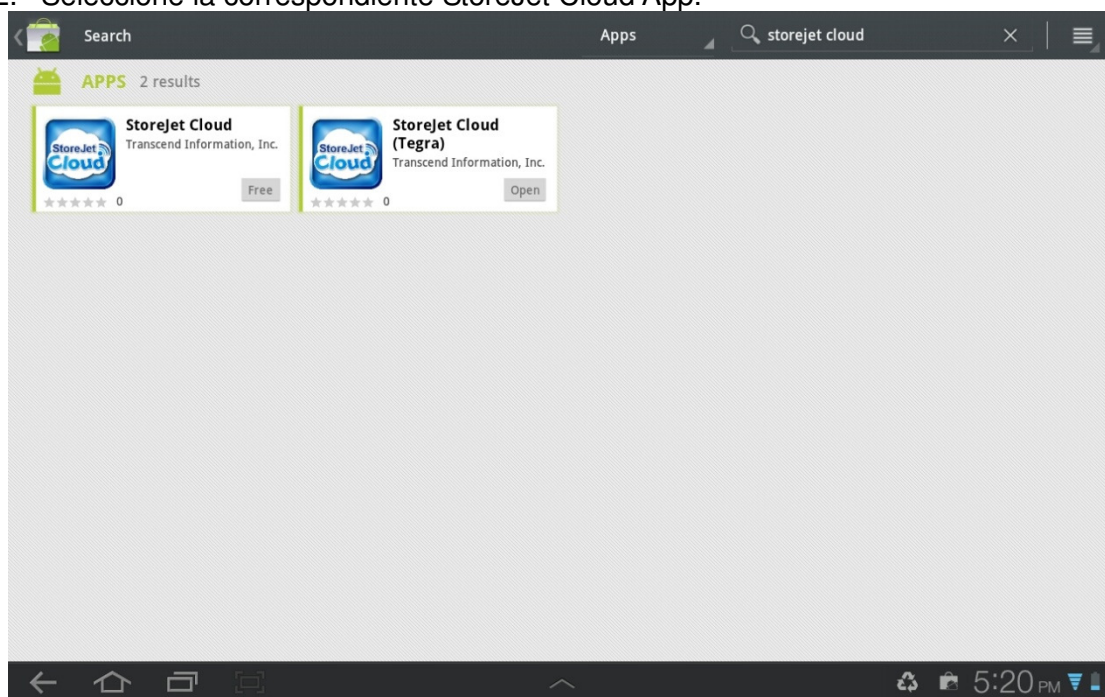 Seleccione la correspondiente StoreJet Cloud App.
Search
Apps
storejet cloud
APPS 2 results
StoreJet Cloud
Transcend Information, Inc.
StoreJet
Cloud
Free
0
StoreJet Cloud
(Tegra)
Transcend Information, Inc.
StoreJet
Cloud
Open
0
5:20 PM